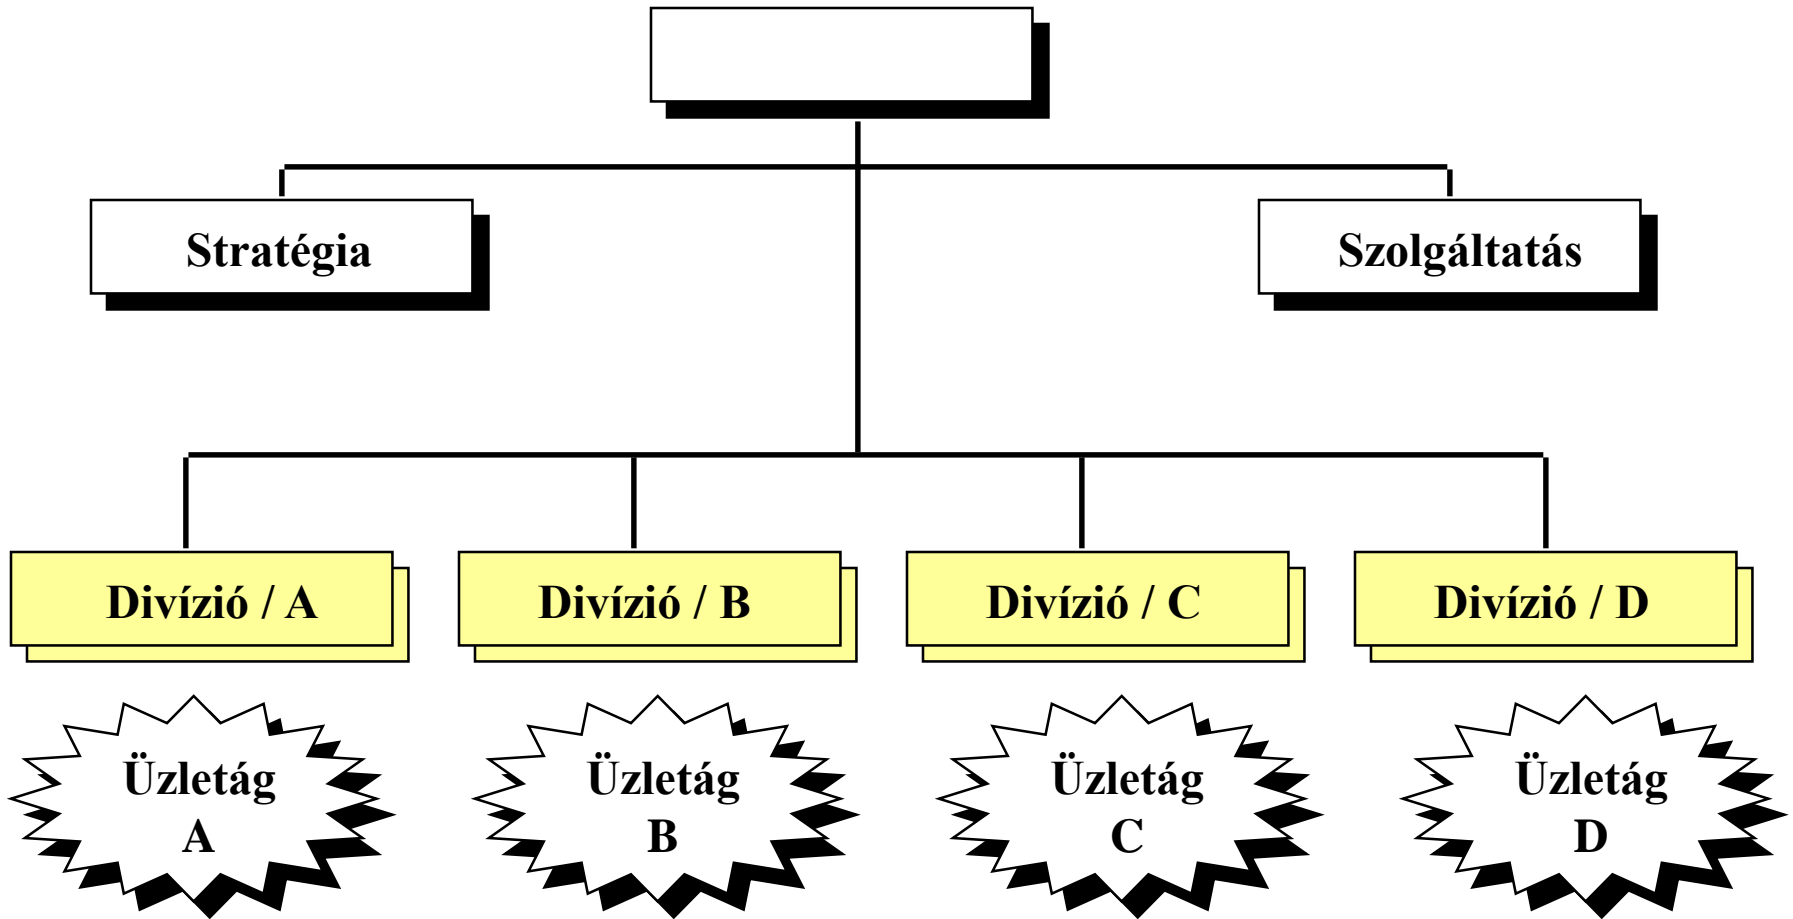 Stratégia
Szolgáltatás
Divízió / A
Divízió / B
Divízió / C
Divízió / D
Üzletág
A
Üzletág
B
Üzletág
C
Üzletág
D